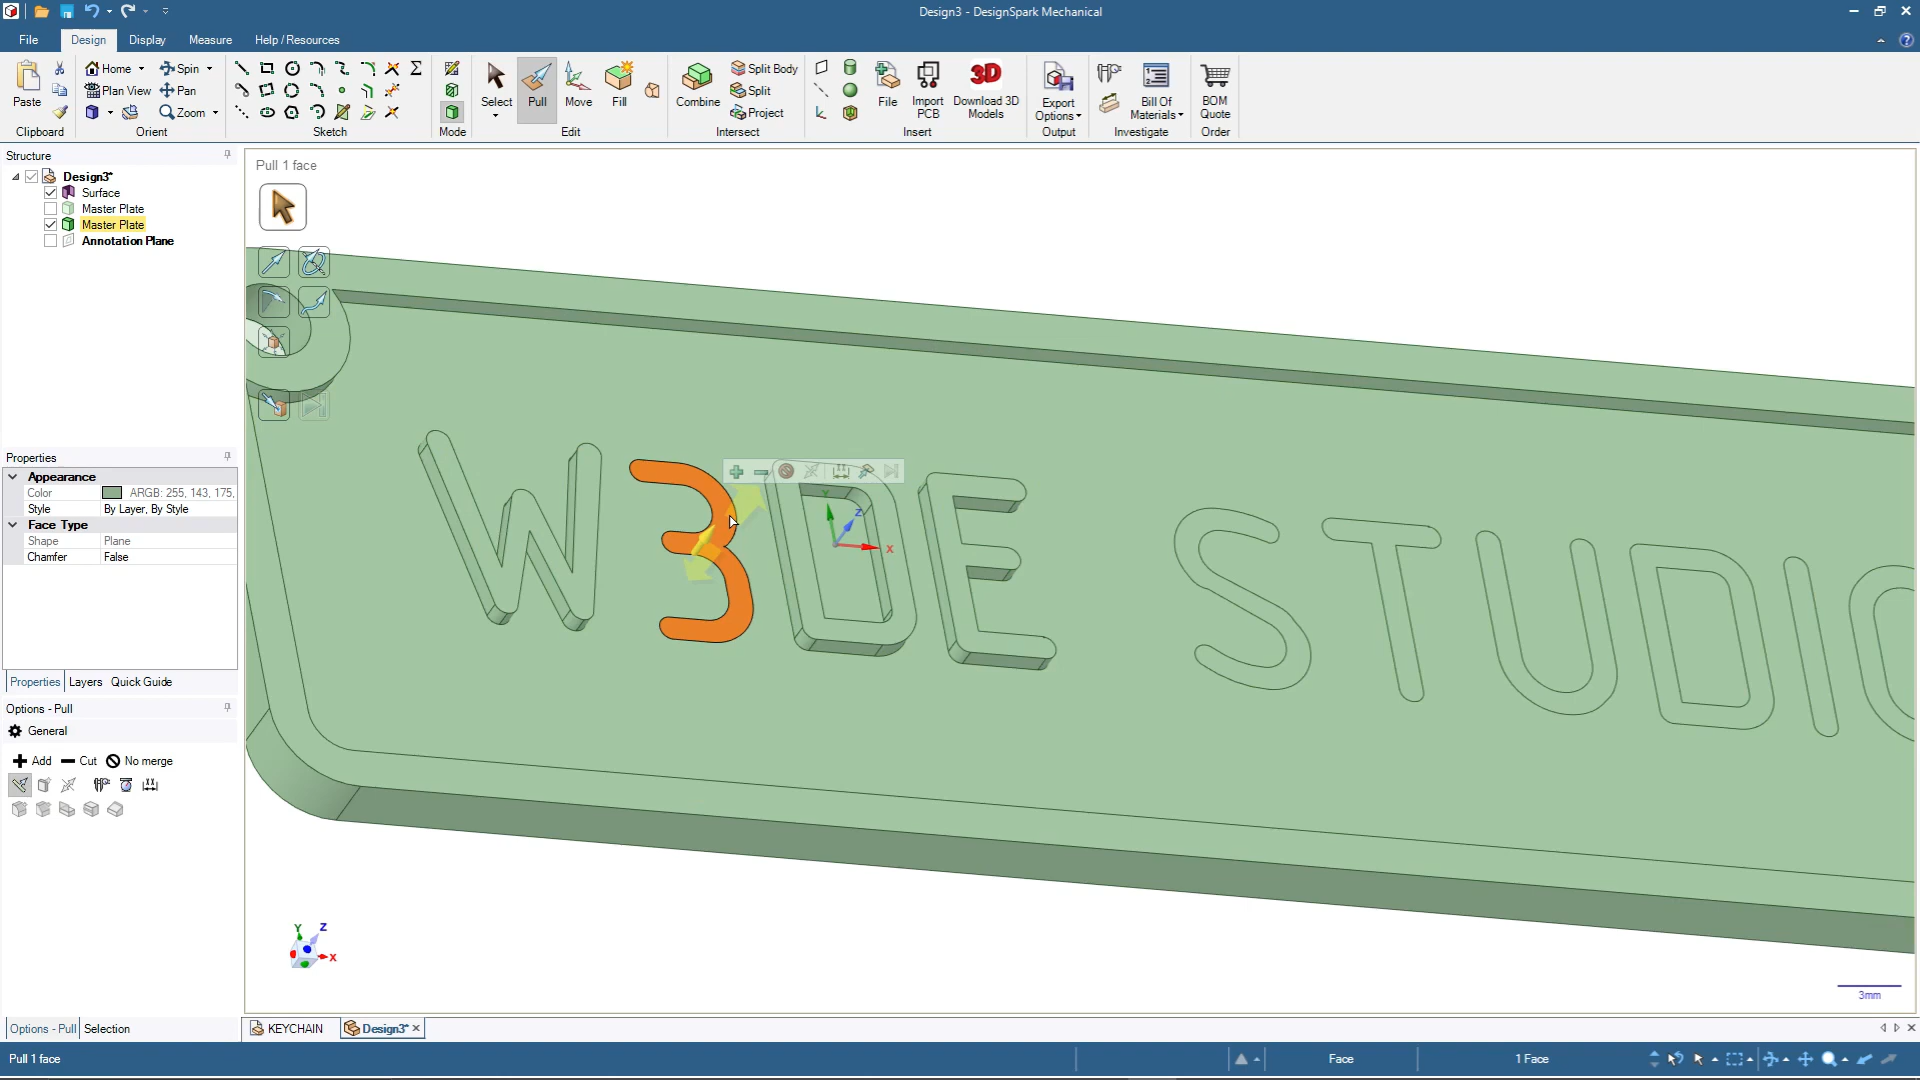 Design3 - DesignSpark Mechanical
File Design Display Measure Help / Resources
Paste
Clipboard
Home Spin
Plan View Pan
Zoom
Orient
Sketch
Mode
Select Pull Move Fill
Edit
Combine
Split Body
Split
Project
Intersect
File
Import PCB
3D
Download 3D Models
Insert
Export Options
Output
Bill Of Materials
Investigate
BOM Quote
Order
Structure
Design3*
Surface
Master Plate
Master Plate
Annotation Plane
Pull 1 face
W3DE STUDIO
Y
Z
X
Properties
Appearance
Color ARGB: 255, 143, 175,
Style By Layer, By Style
Face Type
Shape Plane
Chamfer False
Properties Layers Quick Guide
Options - Pull
General
Add Cut No merge
Y
Z
X
3mm
Options - Pull Selection
KEYCHAIN Design3*
Pull 1 face
Face
1 Face